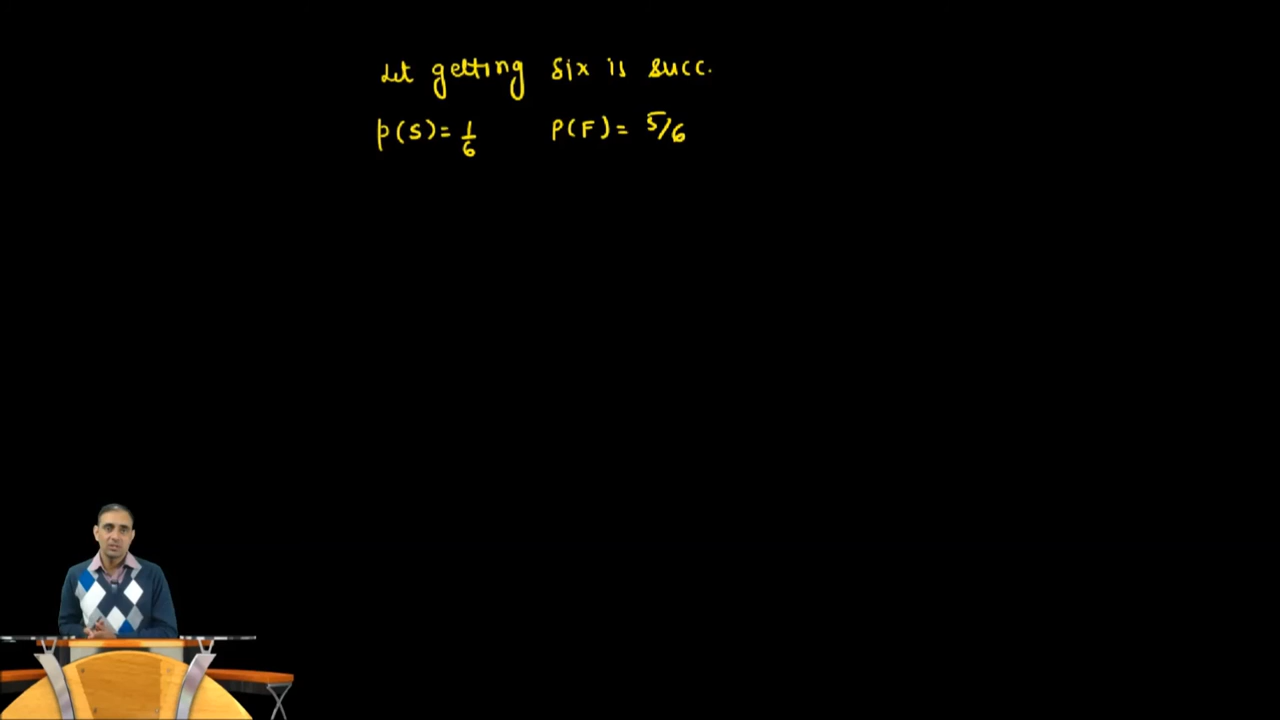 Let getting six is succ.
P(S) = 1/6 P(F) = 5/6